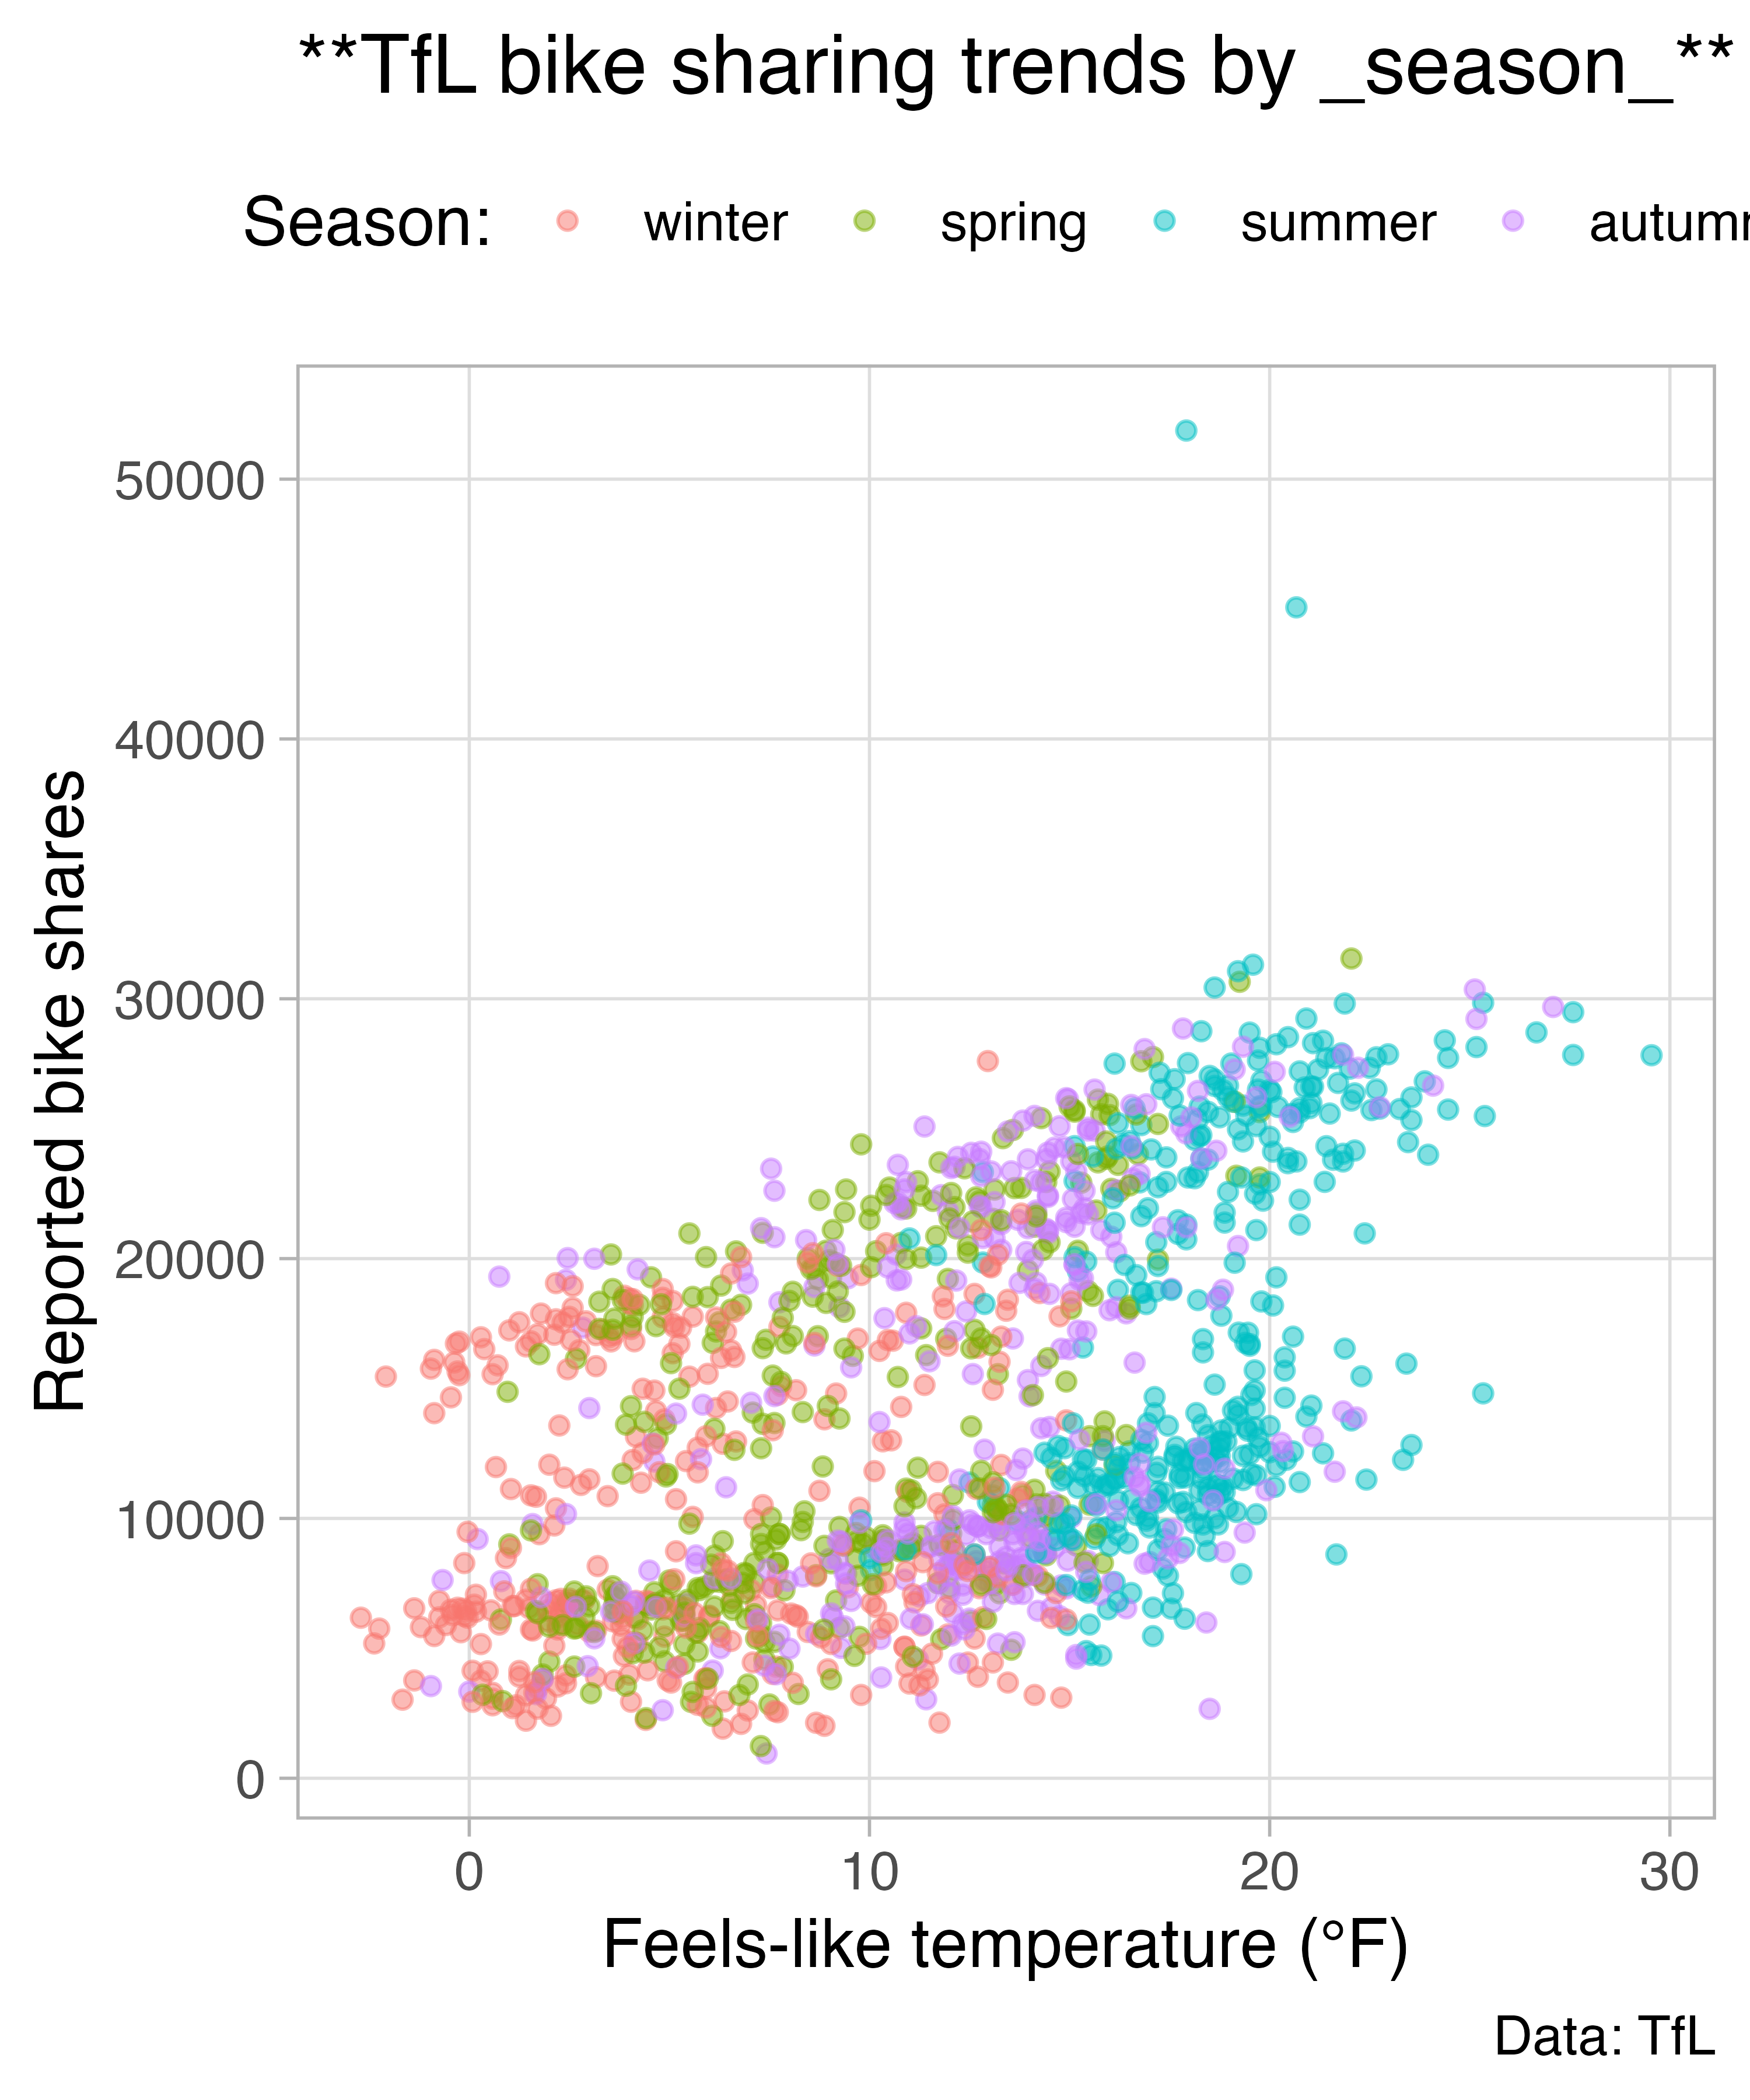 **TfL bike sharing trends by _season_**
Season: winter spring summer autumn
50000
40000
30000
20000
10000
0
Reported bike shares
0 10 20 30
Feels-like temperature (°F)
Data: TfL